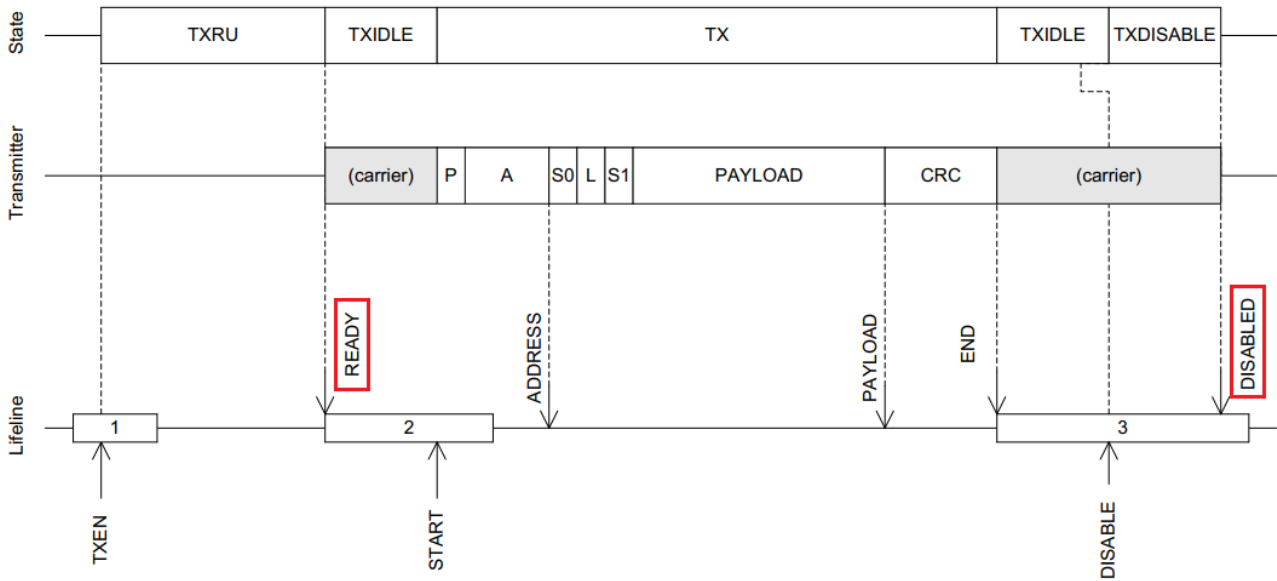 State
TXRU TXIDLE TX TXIDLE TXDISABLE
Transmitter
(carrier) P A S0 L S1 PAYLOAD CRC (carrier)
READY ADDRESS PAYLOAD END DISABLED
Lifeline
1 2 3
TXEN START DISABLE